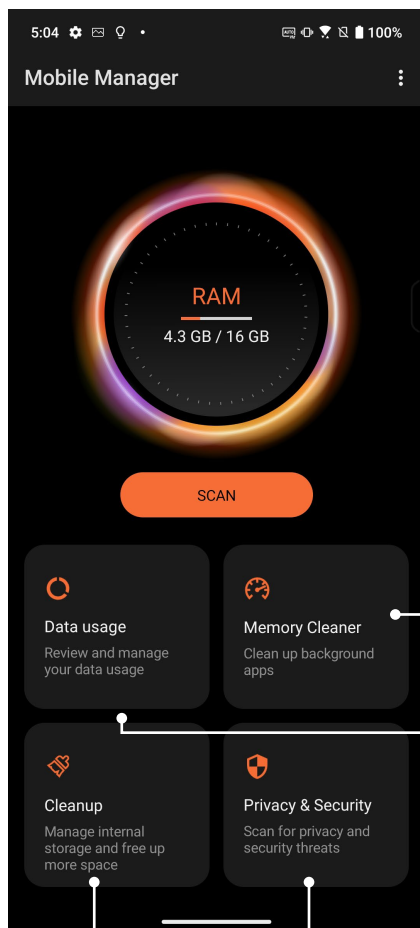 5:04 100%
Mobile Manager
RAM
4.3 GB / 16 GB
SCAN
Data usage
Review and manage
your data usage
Memory Cleaner
Clean up background
apps
Cleanup
Manage internal
storage and free up
more space
Privacy & Security
Scan for privacy and
security threats